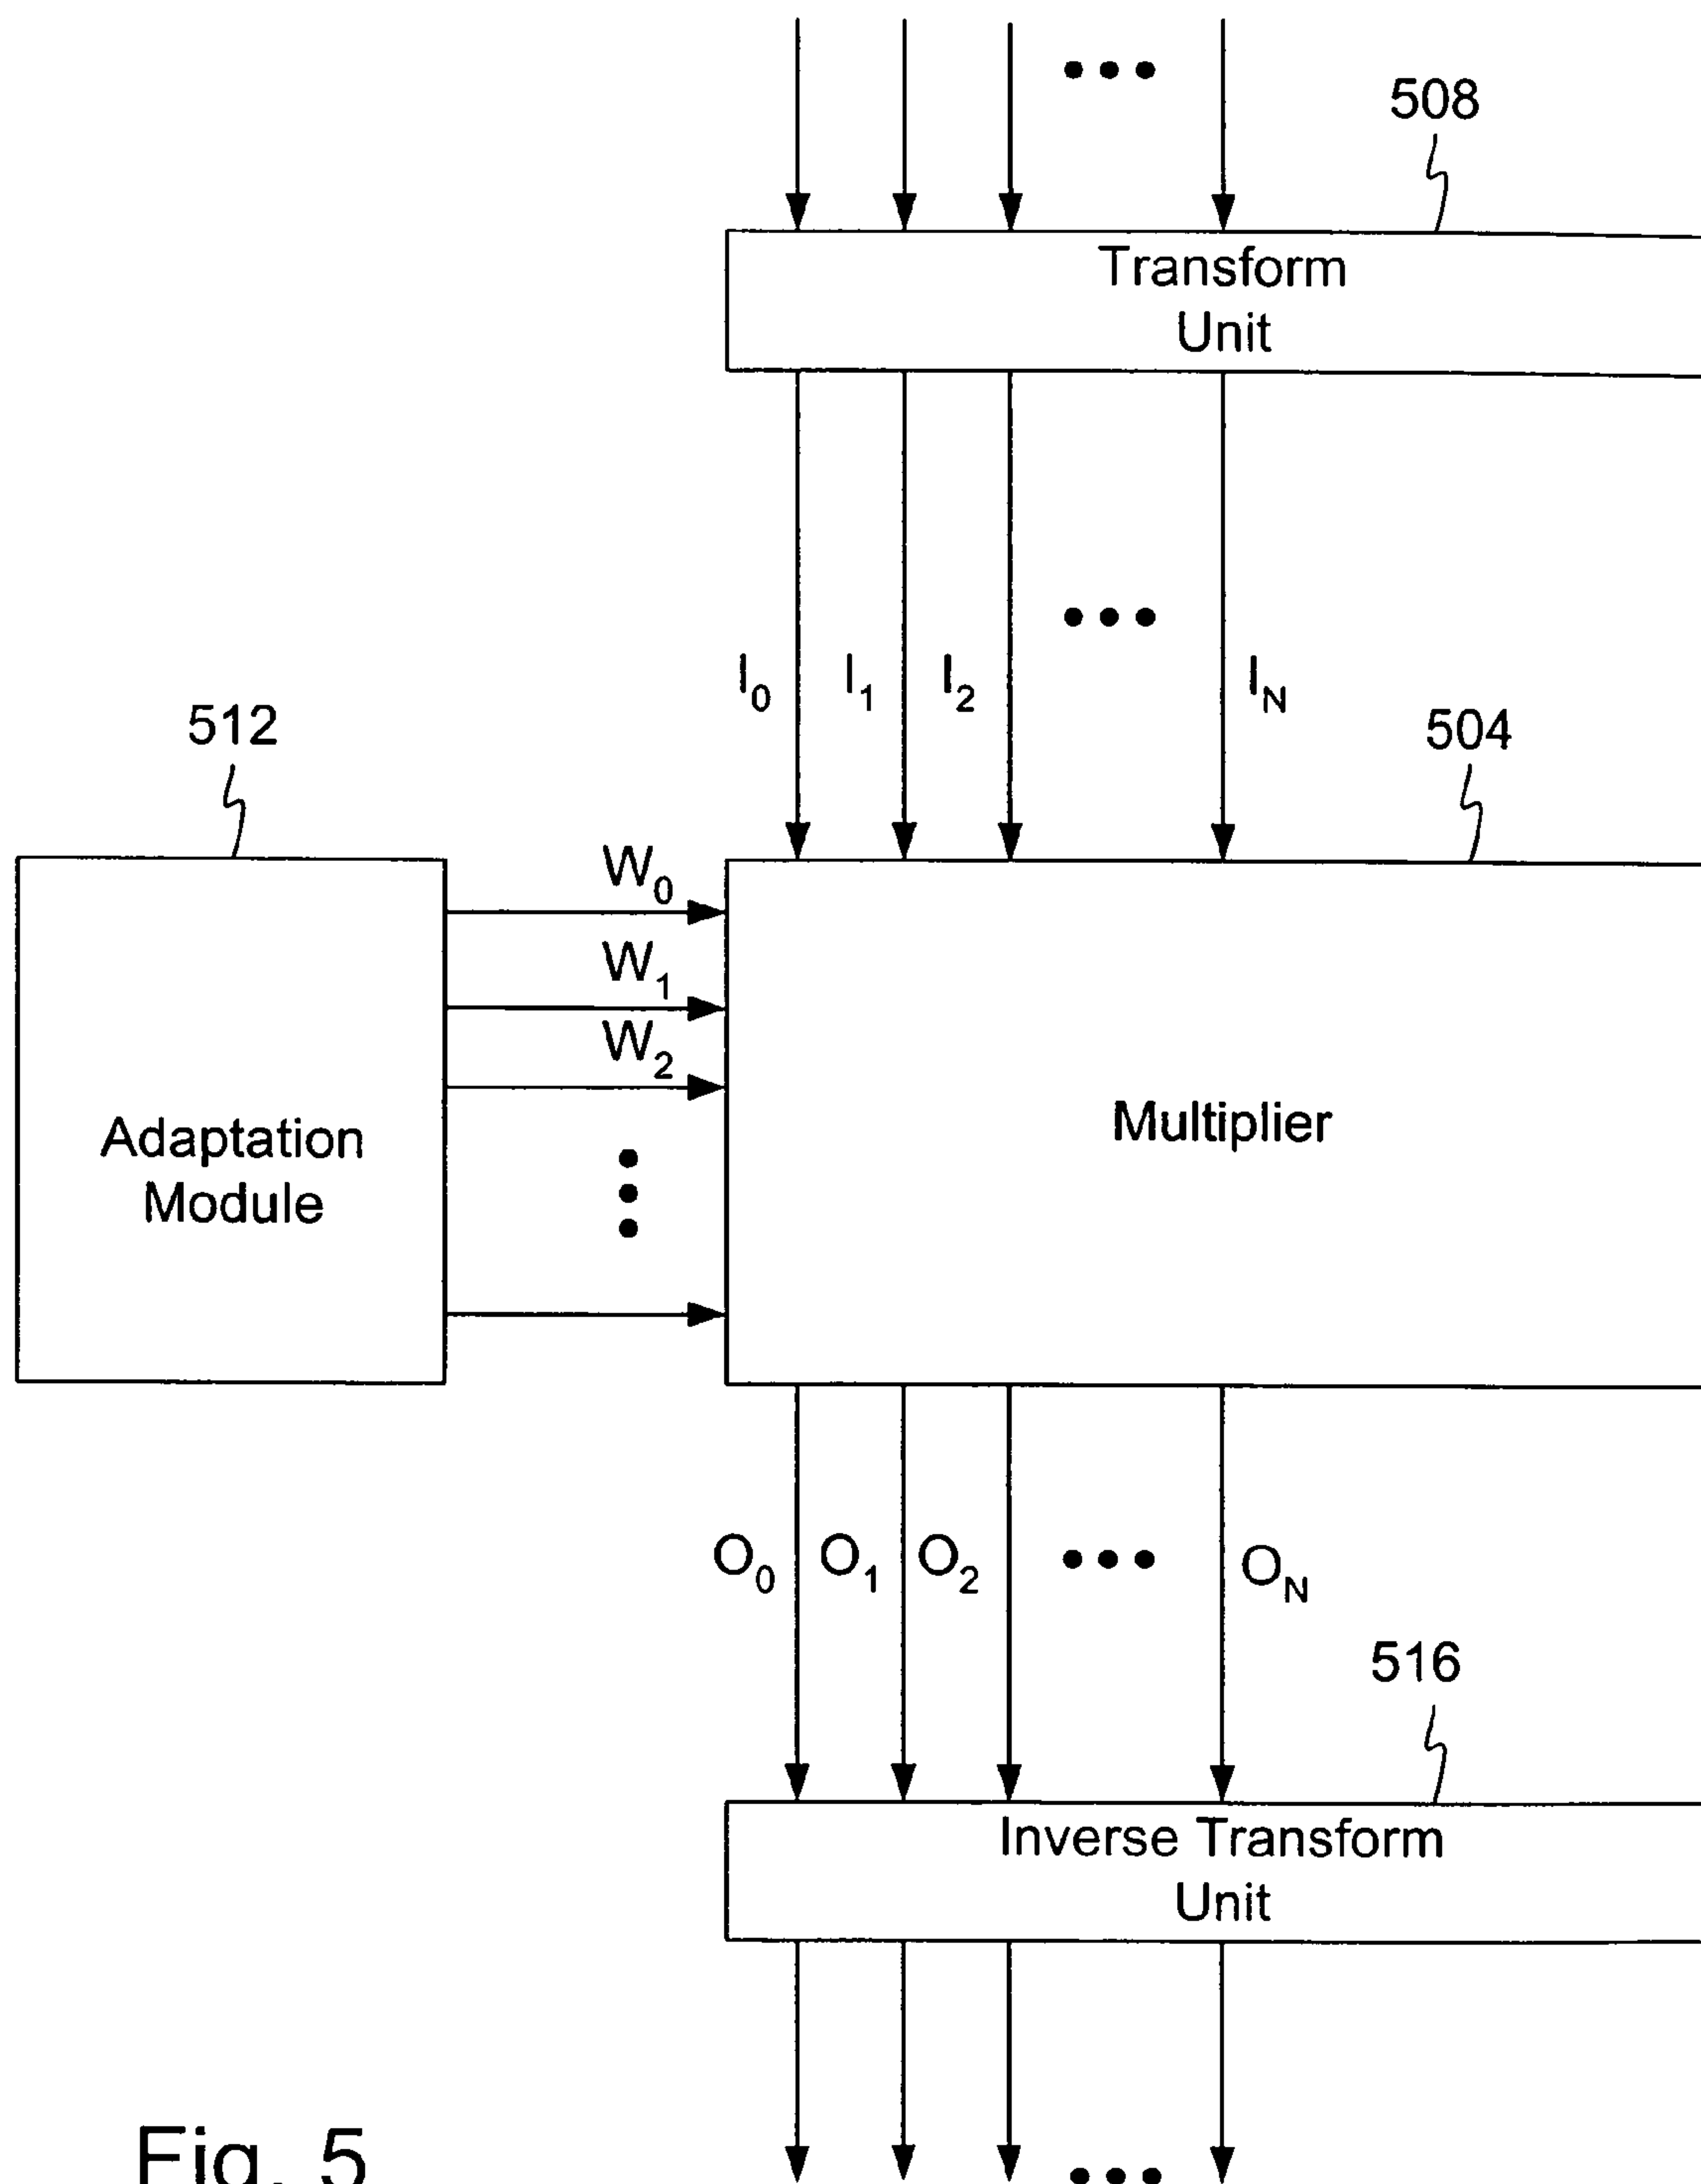 508
Transform
Unit
I0 I1 I2 IN
512
504
W0
W1
W2
Adaptation
Module
Multiplier
O0 O1 O2 ON
516
Inverse Transform
Unit
Fig. 5